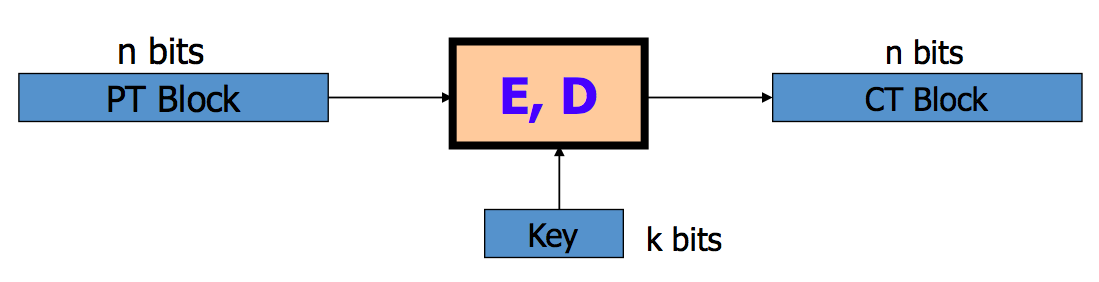 n bits
n bits
PT Block
E, D
CT Block
Key
k bits